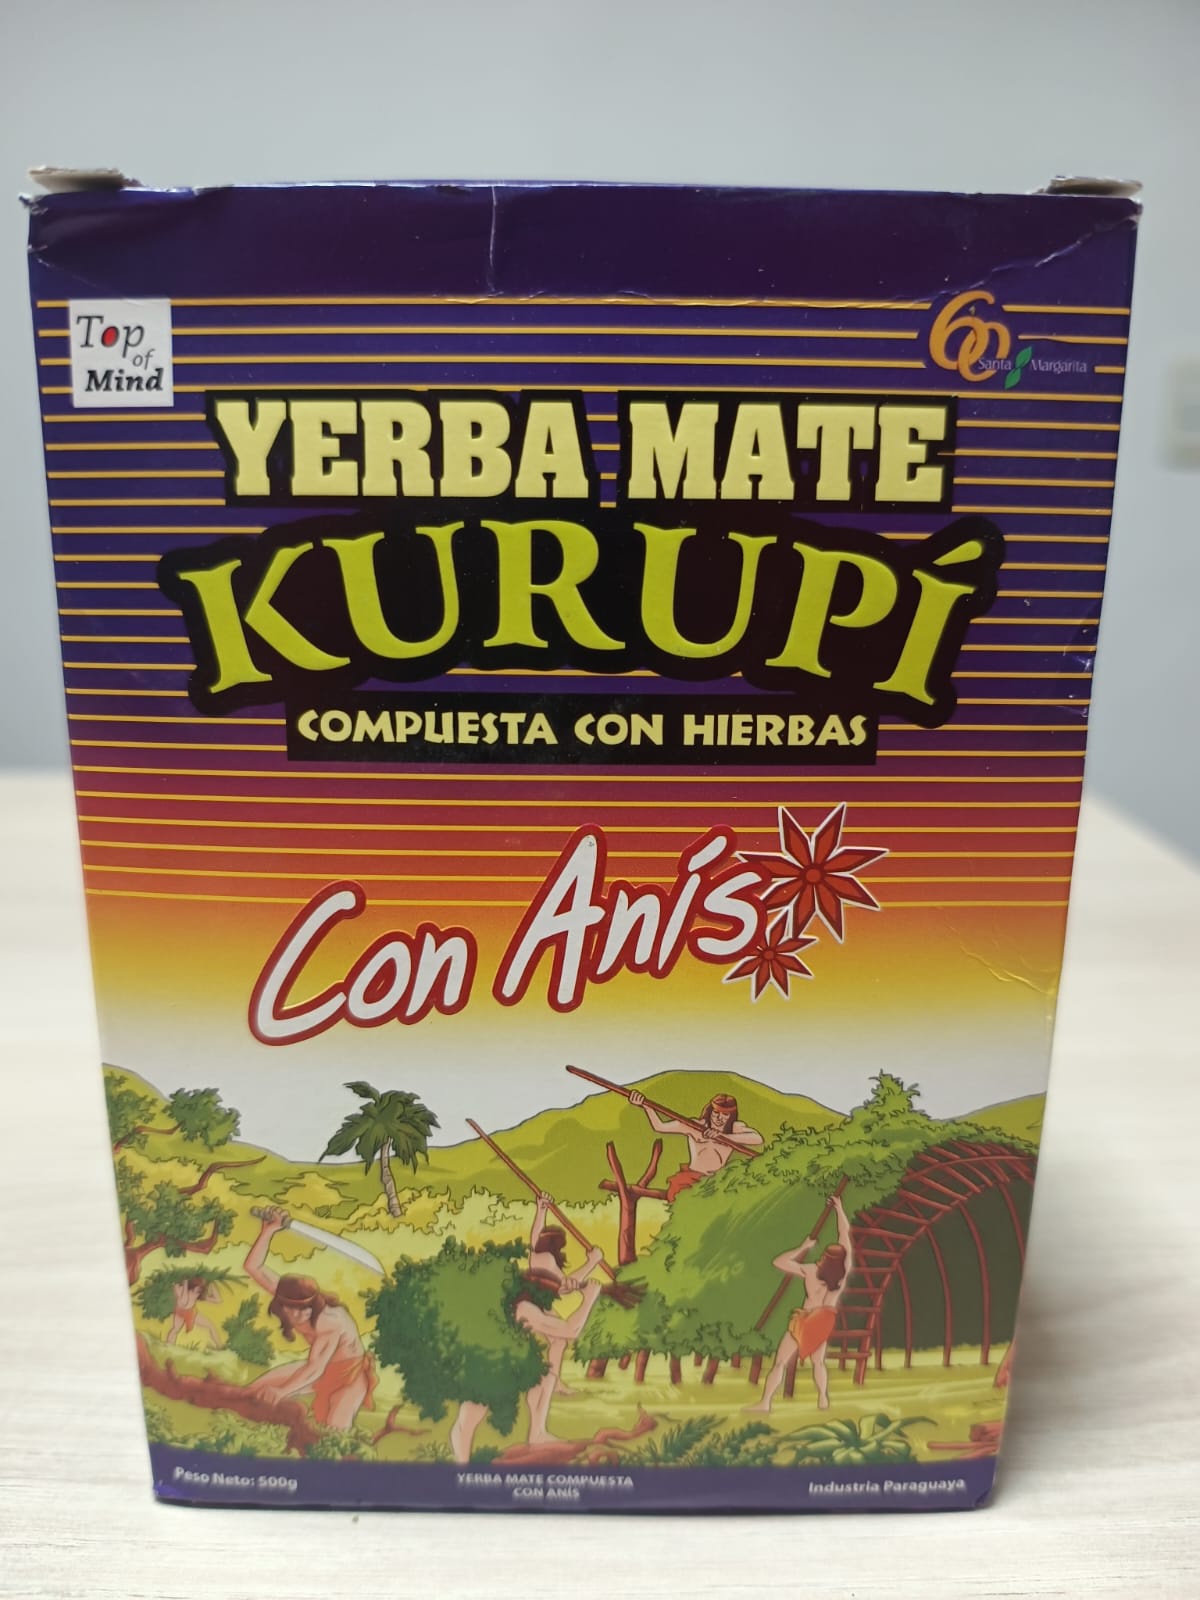 Top
of
Mind
60
Santa Margarita
YERBA MATE
KURUPÍ
COMPUESTA CON HIERBAS
Con Anís
Peso Neto: 500g
YERBA MATE COMPUESTA
CON ANÍS
Industria Paraguaya